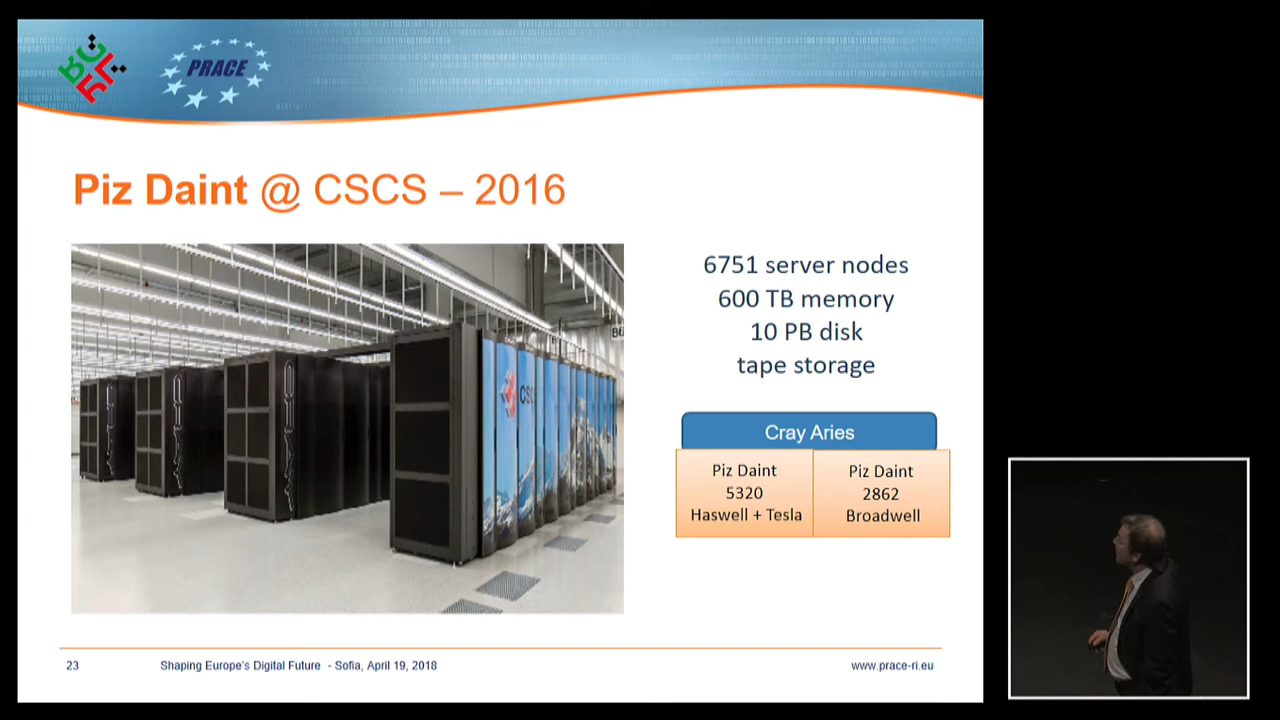 PRACE
Piz Daint @ CSCS – 2016
CSCS
6751 server nodes
600 TB memory
10 PB disk
tape storage
Cray Aries
Piz Daint
5320
Haswell + Tesla
Piz Daint
2862
Broadwell
23
Shaping Europe's Digital Future - Sofia, April 19, 2018
www.prace-ri.eu